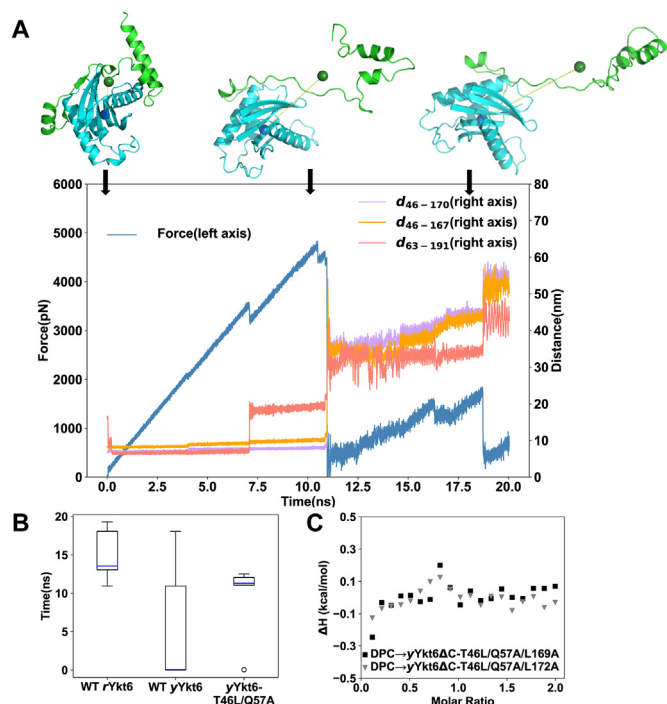 A
6000
5000
4000
3000
2000
1000
0
Force(pN)
Force(left axis)
d46−170(right axis)
d46−167(right axis)
d63−191(right axis)
80
70
60
50
40
30
20
10
0
Distance(nm)
0.0 2.5 5.0 7.5 10.0 12.5 15.0 17.5 20.0
Time(ns)
B
20
15
10
5
0
Time(ns)
WT rYkt6 WT yYkt6 yYkt6-
T46L/Q57A
C
0.5
0.3
0.1
−0.1
−0.3
−0.5
ΔH (kcal/mol)
DPC→yYkt6ΔC-T46L/Q57A/L169A
DPC→yYkt6ΔC-T46L/Q57A/L172A
0.0 0.5 1.0 1.5 2.0
Molar Ratio